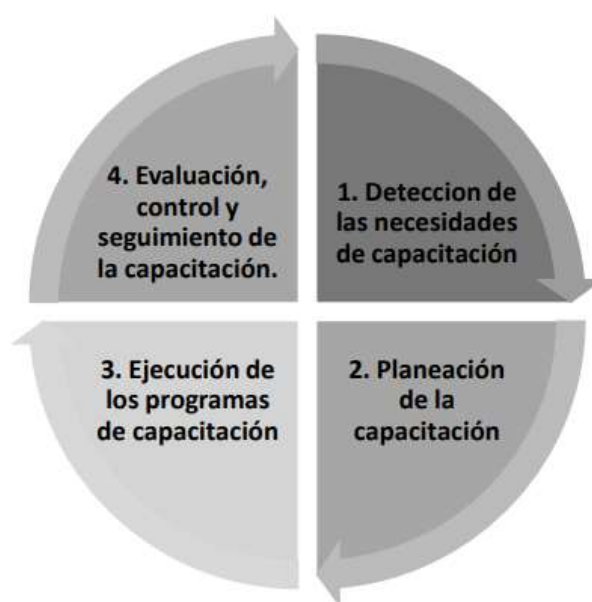 1. Deteccion de
las necesidades
de capacitación
2. Planeación
de la
capacitación
3. Ejecución de
los programas
de capacitación
4. Evaluación,
control y
seguimiento de
la capacitación.